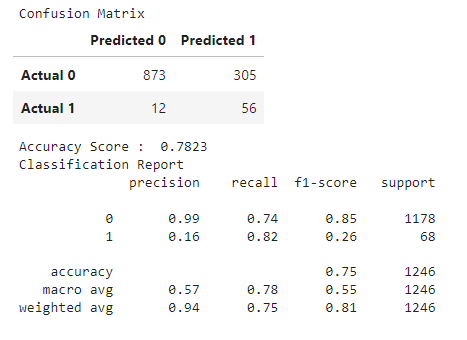 Confusion Matrix
Predicted 0 Predicted 1
Actual 0 873 305
Actual 1 12 56
Accuracy Score : 0.7823
Classification Report
precision recall f1-score support
0 0.99 0.74 0.85 1178
1 0.16 0.82 0.26 68
accuracy 0.75 1246
macro avg 0.57 0.78 0.55 1246
weighted avg 0.94 0.75 0.81 1246